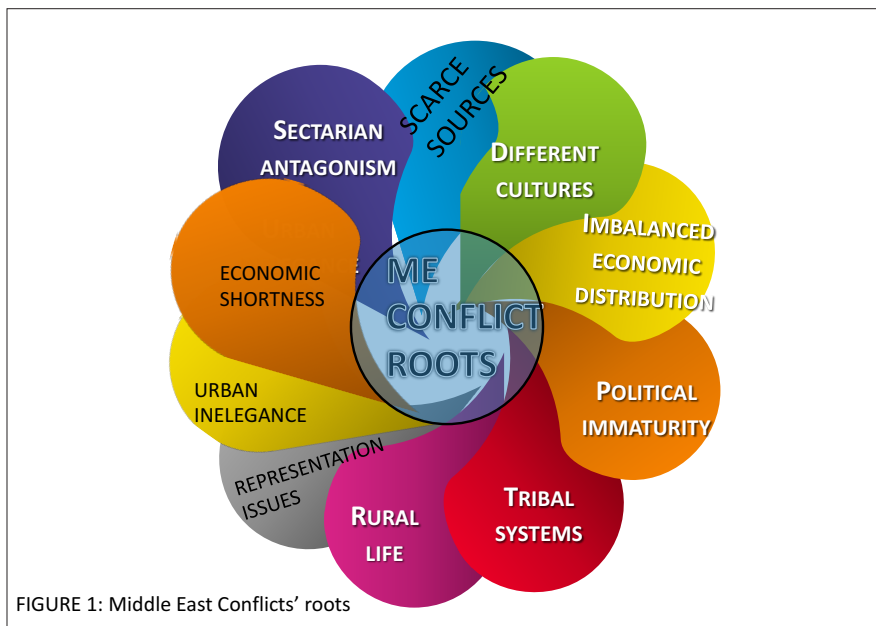 SCARCE
SOURCES
DIFFERENT
CULTURES
IMBALANCED
ECONOMIC
DISTRIBUTION
POLITICAL
IMMATURITY
TRIBAL
SYSTEMS
RURAL
LIFE
REPRESENTATION
ISSUES
URBAN
INELEGANCE
ECONOMIC
SHORTNESS
SECTARIAN
ANTAGONISM
ME
CONFLICT
ROOTS
FIGURE 1: Middle East Conflicts’ roots